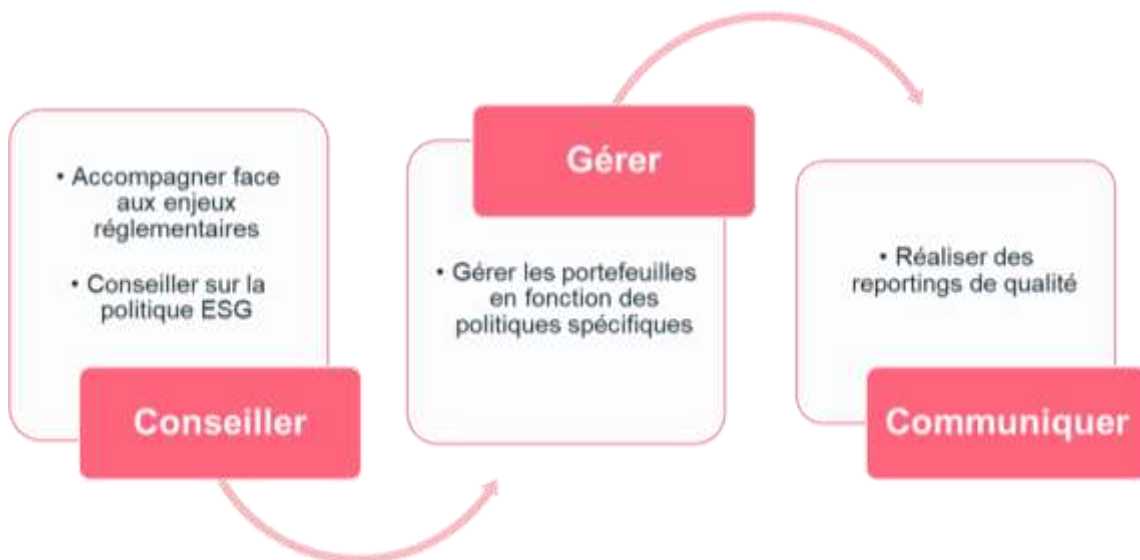 • Accompagner face
aux enjeux
réglementaires
• Conseiller sur la
politique ESG
Conseiller
Gérer
• Gérer les portefeuilles
en fonction des
politiques spécifiques
• Réaliser des
reportings de qualité
Communiquer